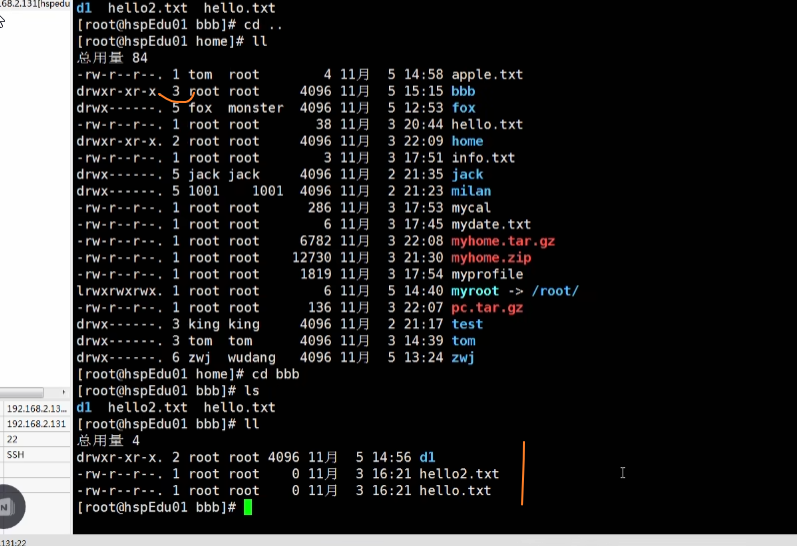 68.2.131[hspedu
d1  hello2.txt  hello.txt
[root@hspEdu01 bbb]# cd ..
[root@hspEdu01 home]# ll
总用量 84
-rw-r--r--. 1 tom  root        4 11月  5 14:58 apple.txt
drwxr-xr-x. 3 root root     4096 11月  5 15:15 bbb
drwx------. 5 fox  monster  4096 11月  5 12:53 fox
-rw-r--r--. 1 root root       38 11月  3 20:44 hello.txt
drwxr-xr-x. 2 root root     4096 11月  3 22:09 home
-rw-r--r--. 1 root root        3 11月  3 17:51 info.txt
drwx------. 5 jack jack     4096 11月  2 21:35 jack
drwx------. 5 1001    1001  4096 11月  2 21:23 milan
-rw-r--r--. 1 root root      286 11月  3 17:53 mycal
-rw-r--r--. 1 root root        6 11月  3 17:45 mydate.txt
-rw-r--r--. 1 root root     6782 11月  3 22:08 myhome.tar.gz
-rw-r--r--. 1 root root    12730 11月  3 21:30 myhome.zip
-rw-r--r--. 1 root root     1819 11月  3 17:54 myprofile
lrwxrwxrwx. 1 root root        6 11月  5 14:40 myroot -> /root/
-rw-r--r--. 1 root root      136 11月  3 22:07 pc.tar.gz
drwx------. 3 king king     4096 11月  2 21:17 test
drwx------. 3 tom  tom      4096 11月  3 14:39 tom
drwx------. 6 zwj  wudang   4096 11月  5 13:24 zwj
[root@hspEdu01 home]# cd bbb
[root@hspEdu01 bbb]# ls
d1  hello2.txt  hello.txt
[root@hspEdu01 bbb]# ll
总用量 4
drwxr-xr-x. 2 root root 4096 11月  5 14:56 d1
-rw-r--r--. 1 root root    0 11月  3 16:21 hello2.txt
-rw-r--r--. 1 root root    0 11月  3 16:21 hello.txt
[root@hspEdu01 bbb]#
192.168.2.13...
192.168.2.131
22
SSH
N
.131:22